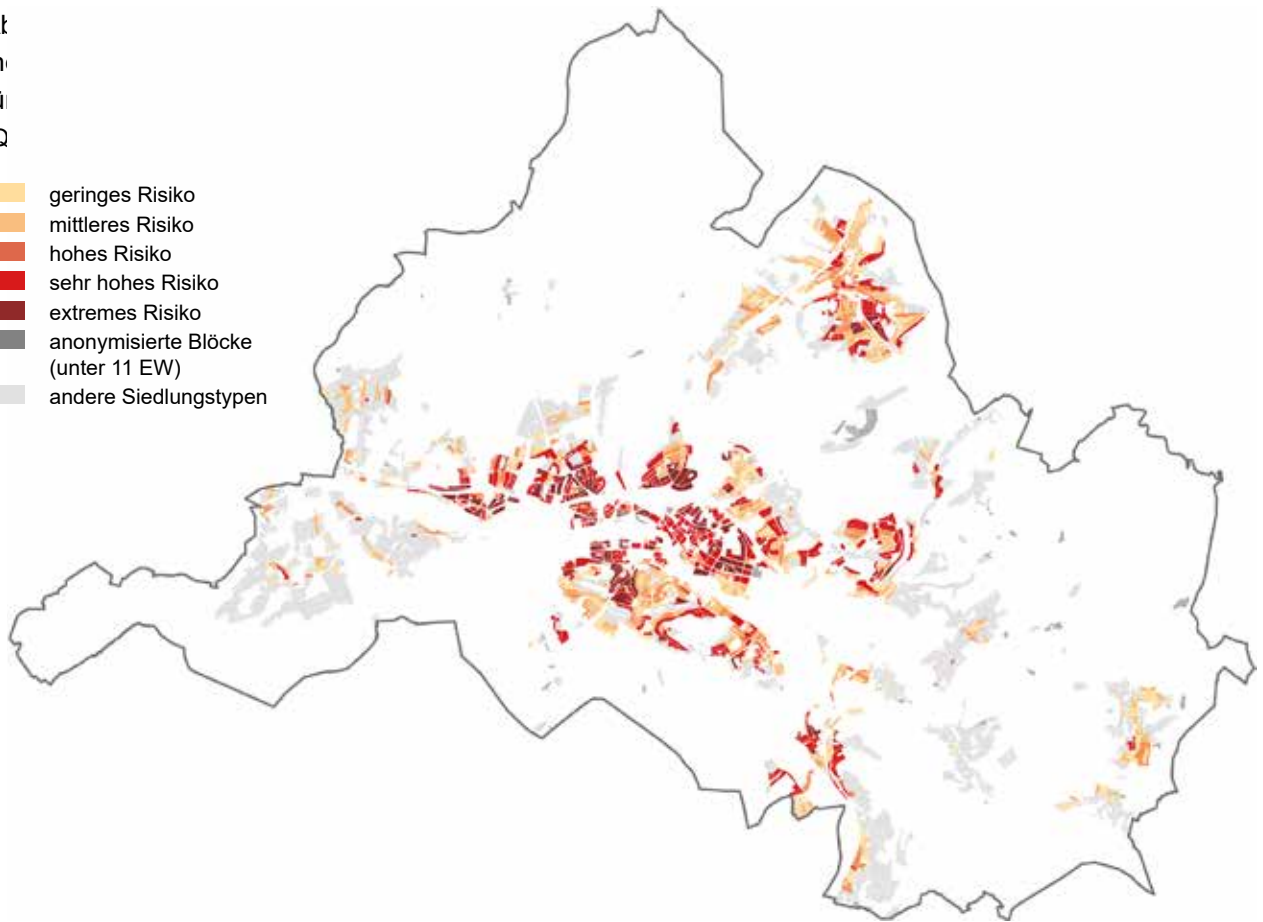 geringes Risiko
mittleres Risiko
hohes Risiko
sehr hohes Risiko
extremes Risiko
anonymisierte Blöcke
(unter 11 EW)
andere Siedlungstypen